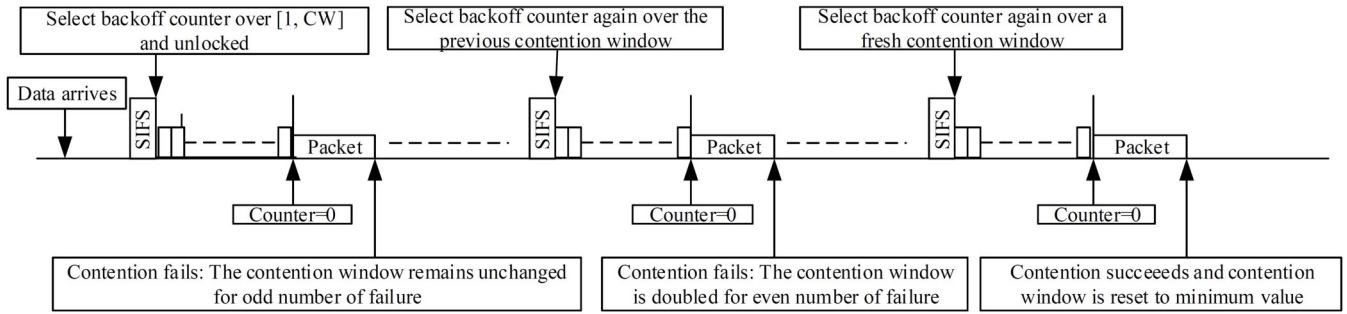 Select backoff counter over [1, CW]
and unlocked
Select backoff counter again over the
previous contention window
Select backoff counter again over a
fresh contention window
Data arrives
SIFS
Packet
SIFS
Packet
SIFS
Packet
Counter=0
Counter=0
Counter=0
Contention fails: The contention window remains unchanged
for odd number of failure
Contention fails: The contention window
is doubled for even number of failure
Contention succeeeds and contention
window is reset to minimum value